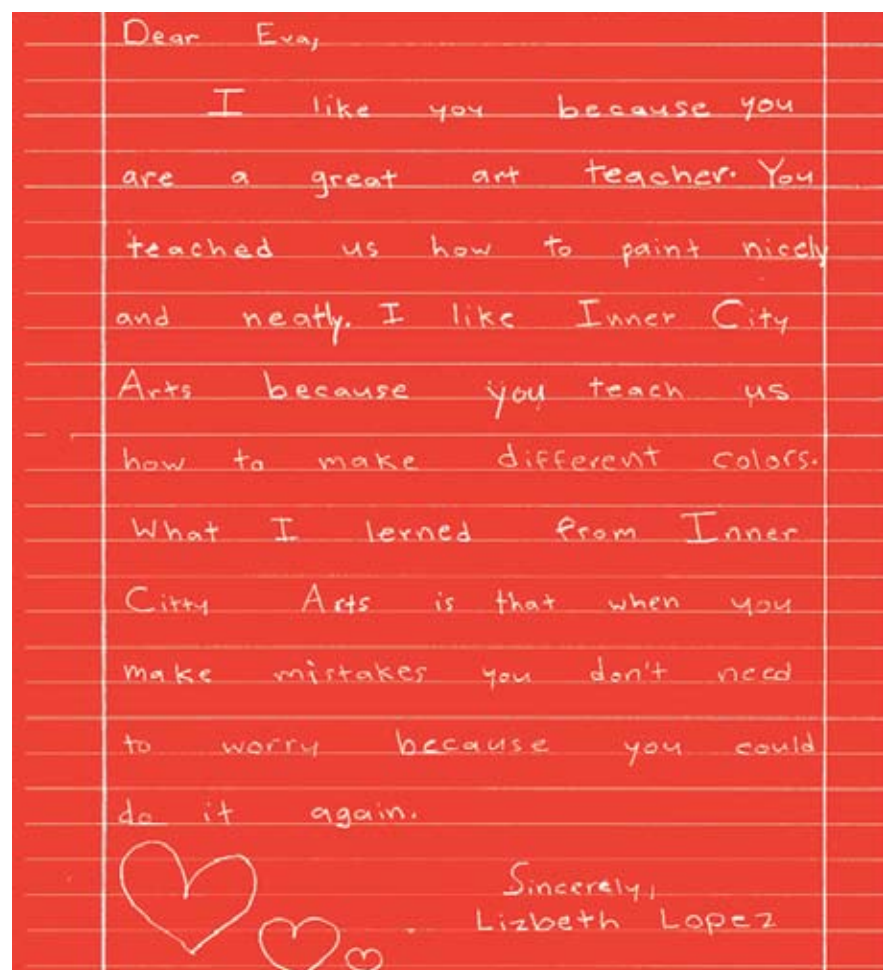 Dear Eva,
I like you because you
are a great art teacher. You
teached us how to paint nicely
and neatly. I like Inner City
Arts because you teach us
how to make different colors.
What I lerned from Inner
Citty Arts is that when you
make mistakes you don't need
to worry because you could
do it again.
Sincerely,
Lizbeth Lopez